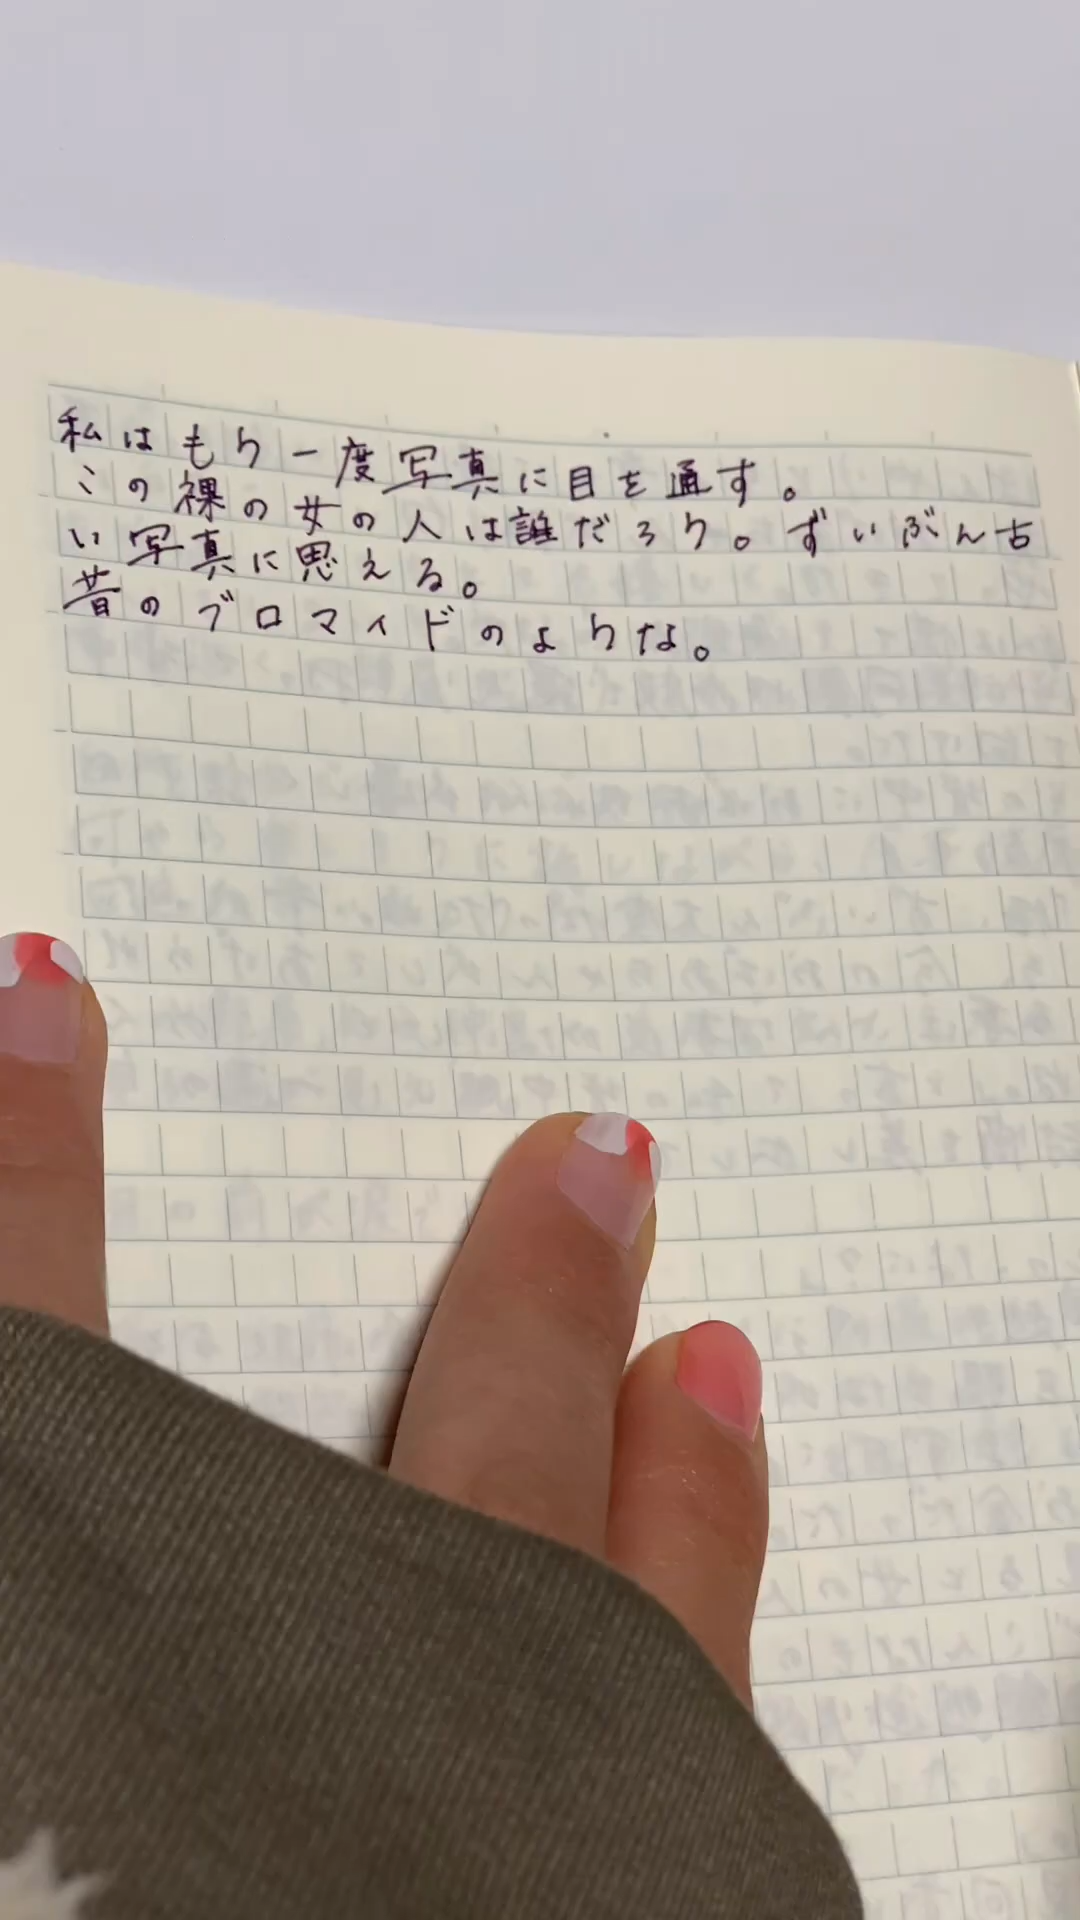 私はもう一度写真に目を通す。
この裸の女の人は誰だろう。ずいぶん古
い写真に思える。
昔のブロマイドのような。